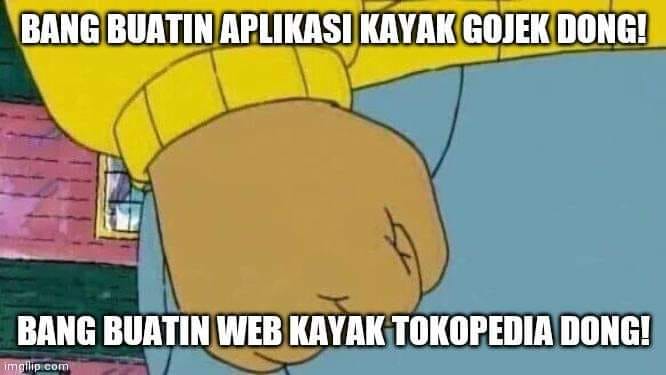 BANG BUATIN APLIKASI KAYAK GOJEK DONG!
BANG BUATIN WEB KAYAK TOKOPEDIA DONG!
imgflip.com